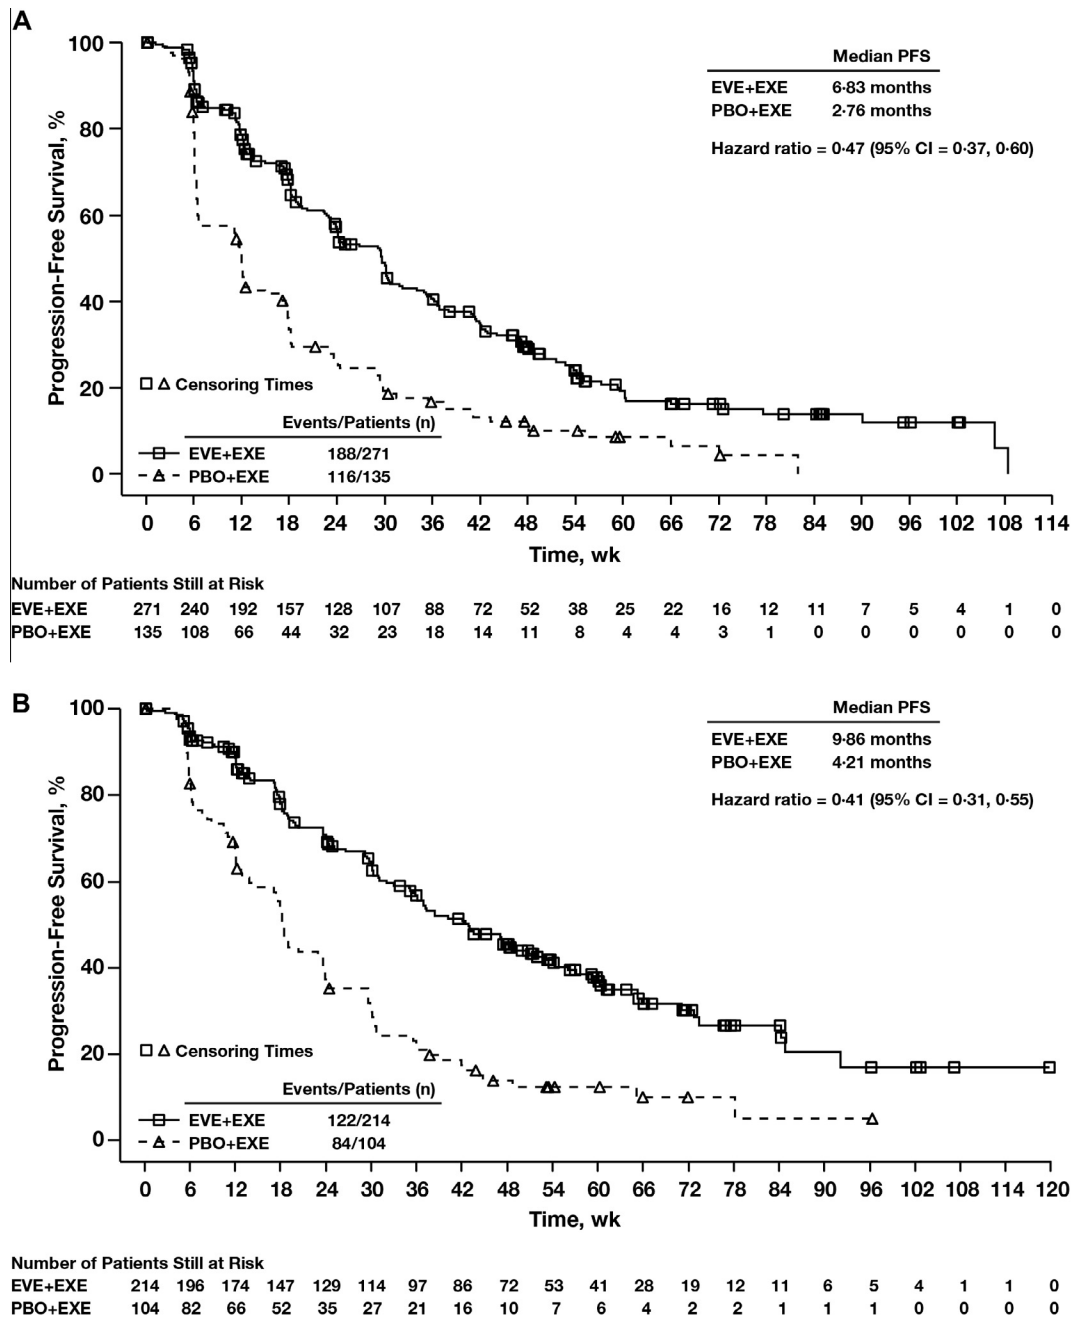 A
Median PFS
EVE+EXE 6·83 months
PBO+EXE 2·76 months
Hazard ratio = 0·47 (95% CI = 0·37, 0·60)
Progression-Free Survival, %
100
80
60
40
20
0
Censoring Times
Events/Patients (n)
EVE+EXE 188/271
PBO+EXE 116/135
0 6 12 18 24 30 36 42 48 54 60 66 72 78 84 90 96 102 108 114
Time, wk
Number of Patients Still at Risk
EVE+EXE 271 240 192 157 128 107 88 72 52 38 25 22 16 12 11 7 5 4 1 0
PBO+EXE 135 108 66 44 32 23 18 14 11 8 4 4 3 1 0 0 0 0 0 0
B
Median PFS
EVE+EXE 9·86 months
PBO+EXE 4·21 months
Hazard ratio = 0·41 (95% CI = 0·31, 0·55)
Progression-Free Survival, %
100
80
60
40
20
0
Censoring Times
Events/Patients (n)
EVE+EXE 122/214
PBO+EXE 84/104
0 6 12 18 24 30 36 42 48 54 60 66 72 78 84 90 96 102 108 114 120
Time, wk
Number of Patients Still at Risk
EVE+EXE 214 196 174 147 129 114 97 86 72 53 41 28 19 12 11 6 5 4 1 1 0
PBO+EXE 104 82 66 52 35 27 21 16 10 7 6 4 2 2 1 1 1 0 0 0 0